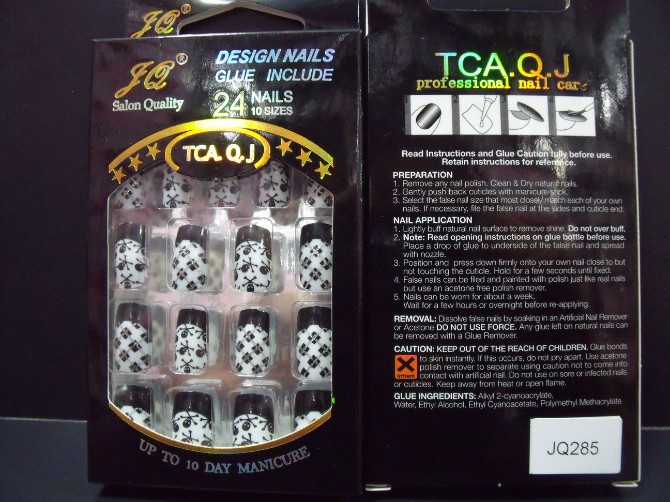 JQ®
JQ®
Salon Quality
DESIGN NAILS
GLUE INCLUDE
24 NAILS
10 SIZES
TCA. Q.J
UP TO 10 DAY MANICURE
TCA.Q.J
professional nail care
Read Instructions and Glue Caution fully before use.
Retain instructions for reference.
PREPARATION
1. Remove any nail polish. Clean & Dry natural nails.
2. Gently push back cuticles with manicure stick.
3. Select the false nail size that most closely match each of your own
nails. If necessary, file the false nail at the sides and cuticle end.
NAIL APPLICATION
1. Lightly buff natural nail surface to remove shine. Do not over buff.
2. Note: Read opening instructions on glue bottle before use.
Place a drop of glue to underside of the false nail and spread
with nozzle.
3. Position and press down firmly onto your own nail close to but
not touching the cuticle. Hold for a few seconds until fixed.
4. False nails can be filed and painted with polish just like real nails
but use an acetone free polish remover.
5. Nails can be worn for about a week.
Wait for a few hours or overnight before re-applying.
REMOVAL: Dissolve false nails by soaking in an Artificial Nail Remover
or Acetone DO NOT USE FORCE. Any glue left on natural nails can
be removed with a Glue Remover.
CAUTION: KEEP OUT OF THE REACH OF CHILDREN. Glue bonds
to skin instantly. If this occurs, do not pry apart. Use acetone
polish remover to separate using caution not to come into
contact with artificial nail. Do not use on sore or infected nails
or cuticles. Keep away from heat or open flame.
Irritant
GLUE INGREDIENTS: Alkyl 2-cyanoacrylate,
Water, Ethyl Alcohol, Ethyl Cyanoacetate, Polymethyl Methacrylate
JQ285